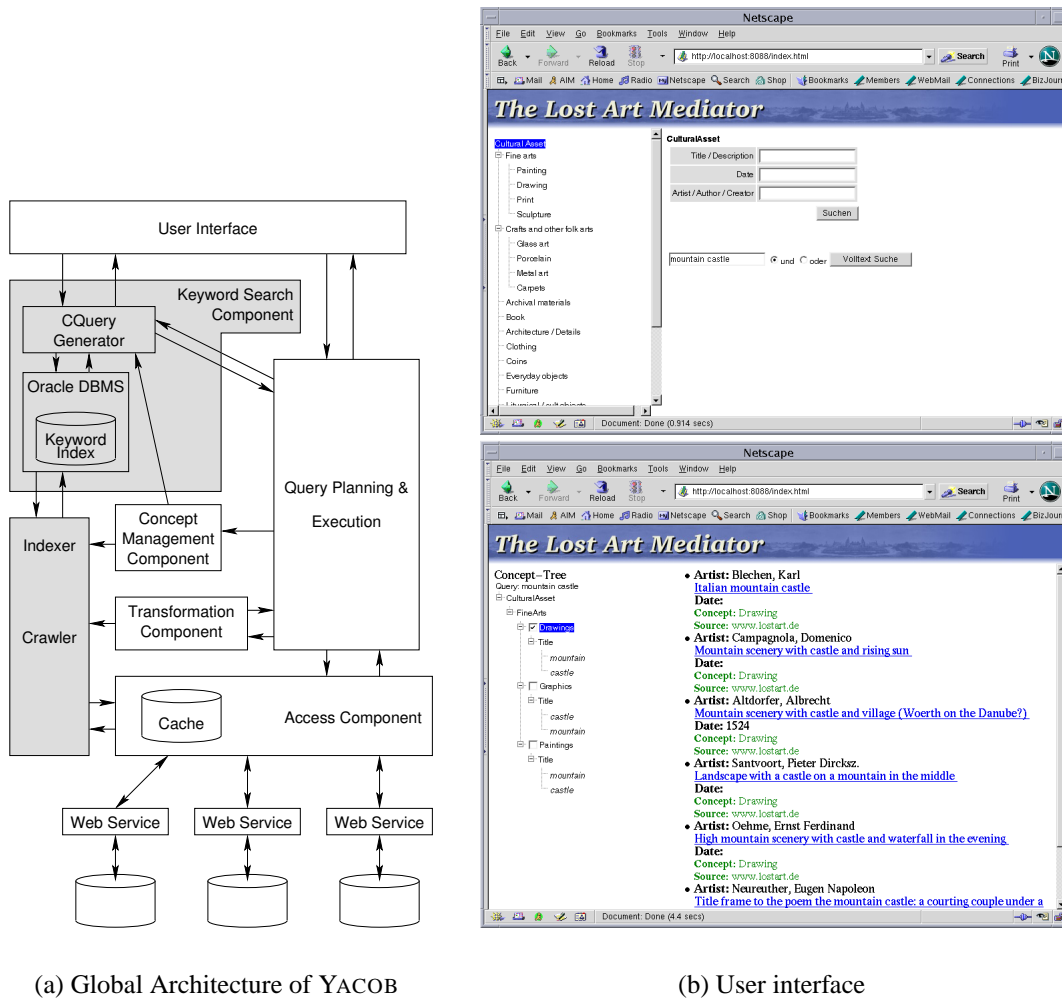 User Interface
Keyword Search
Component
CQuery
Generator
Oracle DBMS
Keyword
Index
Query Planning &
Execution
Indexer
Concept
Management
Component
Transformation
Component
Crawler
Cache
Access Component
Web Service
Web Service
Web Service
(a) Global Architecture of YACOB
Netscape
File Edit View Go Bookmarks Tools Window Help
Back Forward Reload Stop http://localhost:8088/index.html Search Print N
Mail AIM Home Radio Netscape Search Shop Bookmarks Members WebMail Connections BizJour
The Lost Art Mediator
Cultural Asset
Fine arts
Painting
Drawing
Print
Sculpture
Crafts and other folk arts
Glass art
Porcelain
Metal art
Carpets
Archival materials
Book
Architecture / Details
Clothing
Coins
Everyday objects
Furniture
Liturgical / cult objects
CulturalAsset
Title / Description
Date
Artist / Author / Creator
Suchen
mountain castle und oder Volltext Suche
Document: Done (0.914 secs)
Netscape
File Edit View Go Bookmarks Tools Window Help
Back Forward Reload Stop http://localhost:8088/index.html Search Print N
Mail AIM Home Radio Netscape Search Shop Bookmarks Members WebMail Connections BizJour
The Lost Art Mediator
Concept-Tree
Query: mountain castle
CulturalAsset
FineArts
Drawings
Title
mountain
castle
Graphics
Title
castle
mountain
Paintings
Title
mountain
castle
Artist: Blechen, Karl
Italian mountain castle
Date:
Concept: Drawing
Source: www.lostart.de
Artist: Campagnola, Domenico
Mountain scenery with castle and rising sun
Date:
Concept: Drawing
Source: www.lostart.de
Artist: Altdorfer, Albrecht
Mountain scenery with castle and village (Woerth on the Danube?)
Date: 1524
Concept: Drawing
Source: www.lostart.de
Artist: Santvoort, Pieter Dircksz.
Landscape with a castle on a mountain in the middle
Date:
Concept: Drawing
Source: www.lostart.de
Artist: Oehme, Ernst Ferdinand
High mountain scenery with castle and waterfall in the evening
Date:
Concept: Drawing
Source: www.lostart.de
Artist: Neureuther, Eugen Napoleon
Title frame to the poem the mountain castle: a courting couple under a
Document: Done (4.4 secs)
(b) User interface